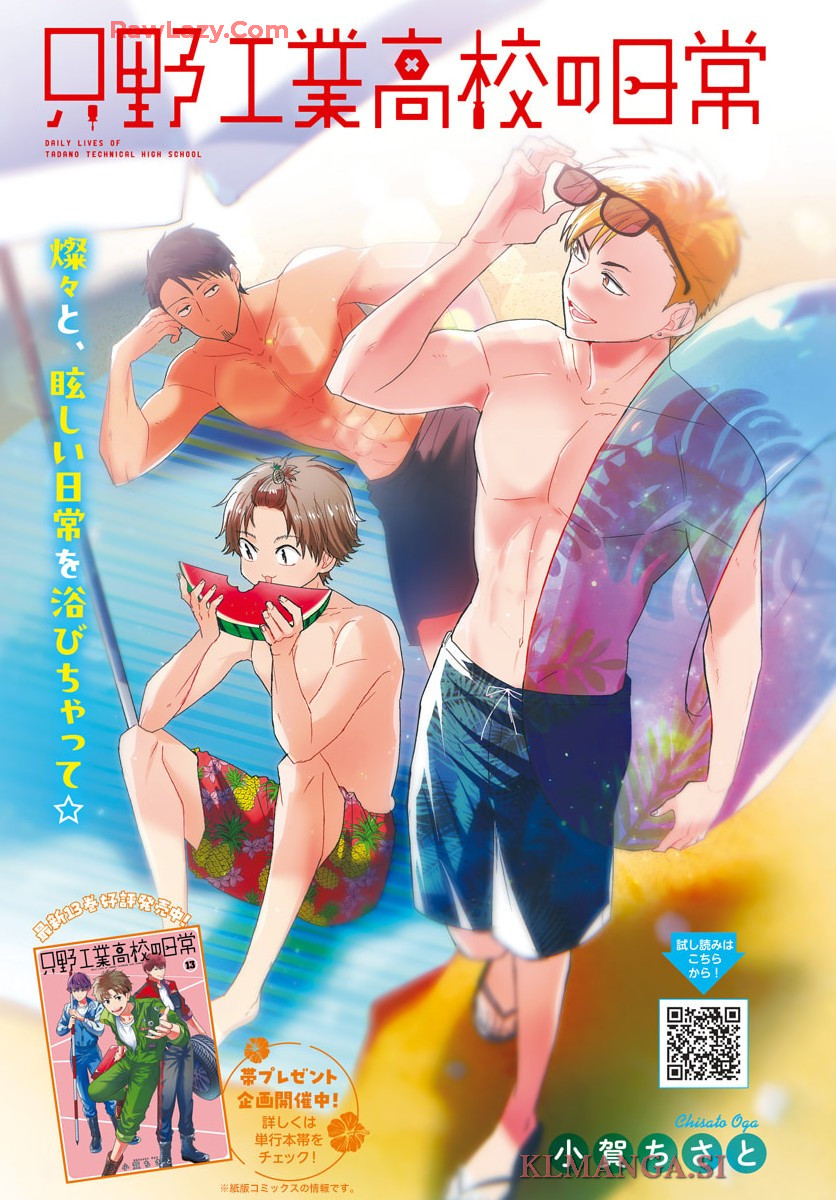 RawLazy.Com
只野工業高校の日常
DAILY LIVES OF
TADANO TECHNICAL HIGH SCHOOL
燦々と、眩しい日常を浴びちゃって☆
最新13巻好評発売中!
只野工業高校の日常
13
小賀ちさと
帯プレゼント
企画開催中!
詳しくは
単行本帯を
チェック!
※紙版コミックスの情報です。
試し読みは
こちら
から!
Chisato Oga
小賀ちさと
KLMANGA.SI